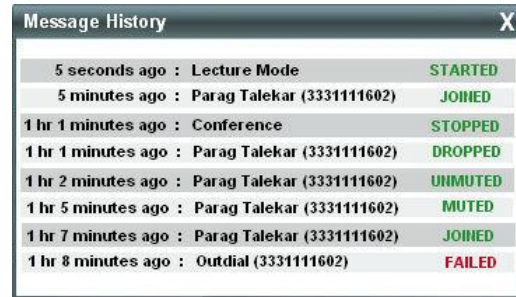 Message History X
5 seconds ago : Lecture Mode STARTED
5 minutes ago : Parag Talekar (3331111602) JOINED
1 hr 1 minutes ago : Conference STOPPED
1 hr 1 minutes ago : Parag Talekar (3331111602) DROPPED
1 hr 2 minutes ago : Parag Talekar (3331111602) UNMUTED
1 hr 5 minutes ago : Parag Talekar (3331111602) MUTED
1 hr 7 minutes ago : Parag Talekar (3331111602) JOINED
1 hr 8 minutes ago : Outdial (3331111602) FAILED